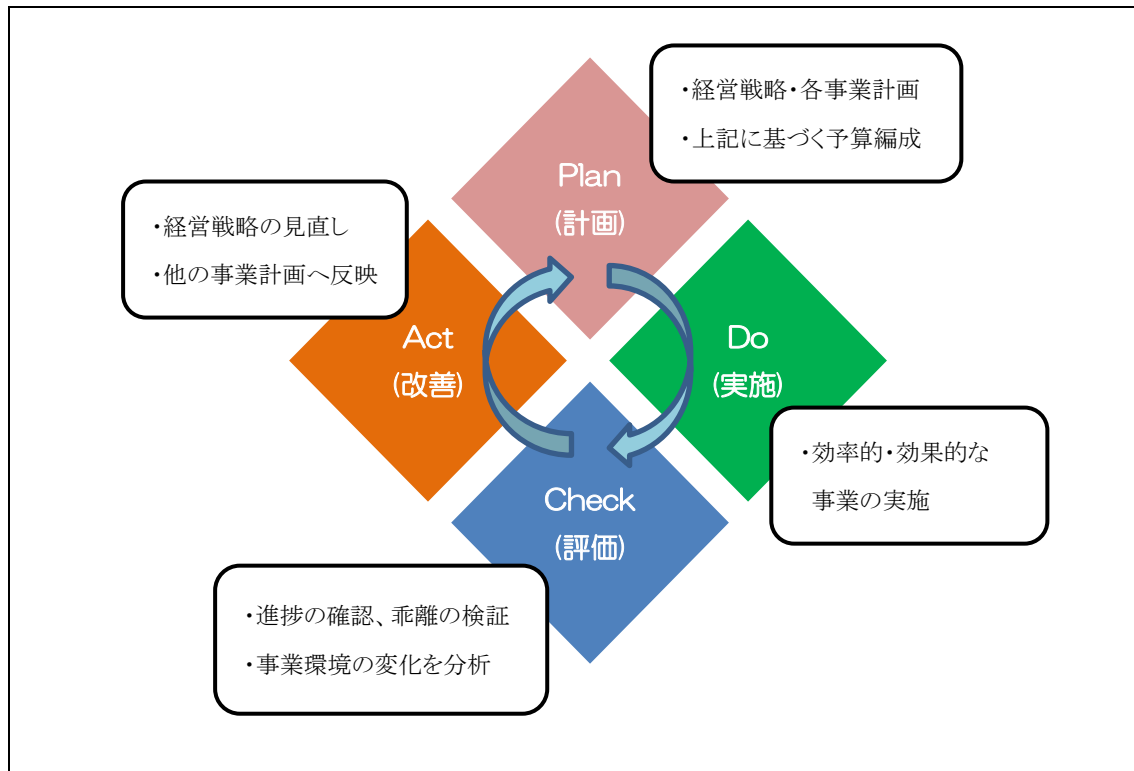 Plan
(計画)
・経営戦略・各事業計画
・上記に基づく予算編成
Do
(実施)
・効率的・効果的な
事業の実施
Check
(評価)
・進捗の確認、乖離の検証
・事業環境の変化を分析
Act
(改善)
・経営戦略の見直し
・他の事業計画へ反映